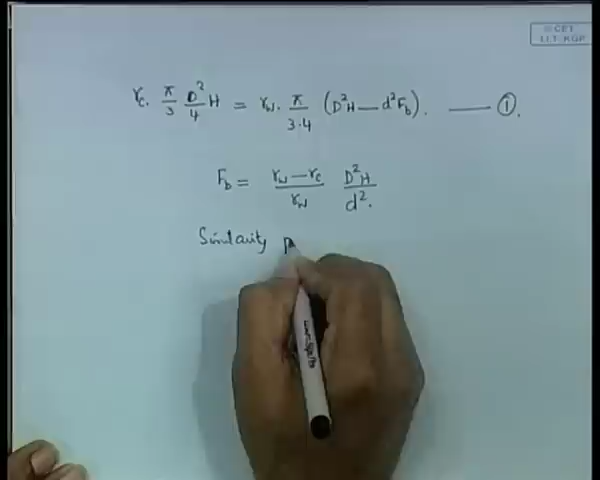 © CET
I.I.T. KGP
γc. π/3 D²/4 H = γw. π/3·4 (D²H — d²Fb). —— ①.
Fb = γw — γc / γw D²H / d².
Similarity